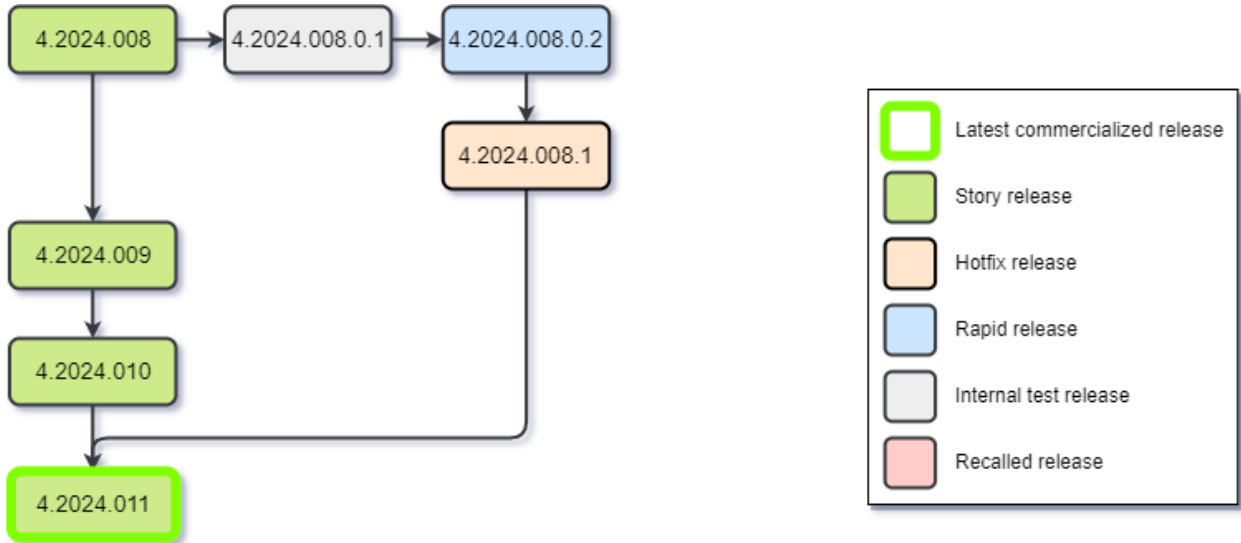 4.2024.008
4.2024.008.0.1
4.2024.008.0.2
4.2024.008.1
4.2024.009
4.2024.010
4.2024.011
Latest commercialized release
Story release
Hotfix release
Rapid release
Internal test release
Recalled release